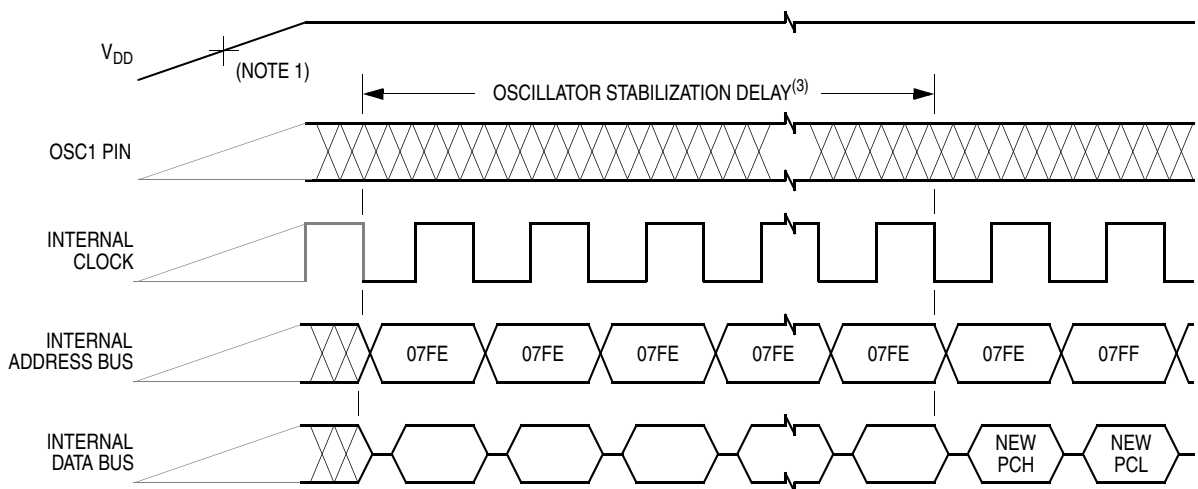 V_DD
(NOTE 1)
OSCILLATOR STABILIZATION DELAY(3)
OSC1 PIN
INTERNAL
CLOCK
INTERNAL
ADDRESS BUS
07FE 07FE 07FE 07FE 07FE 07FE 07FF
INTERNAL
DATA BUS
NEW
PCH
NEW
PCL